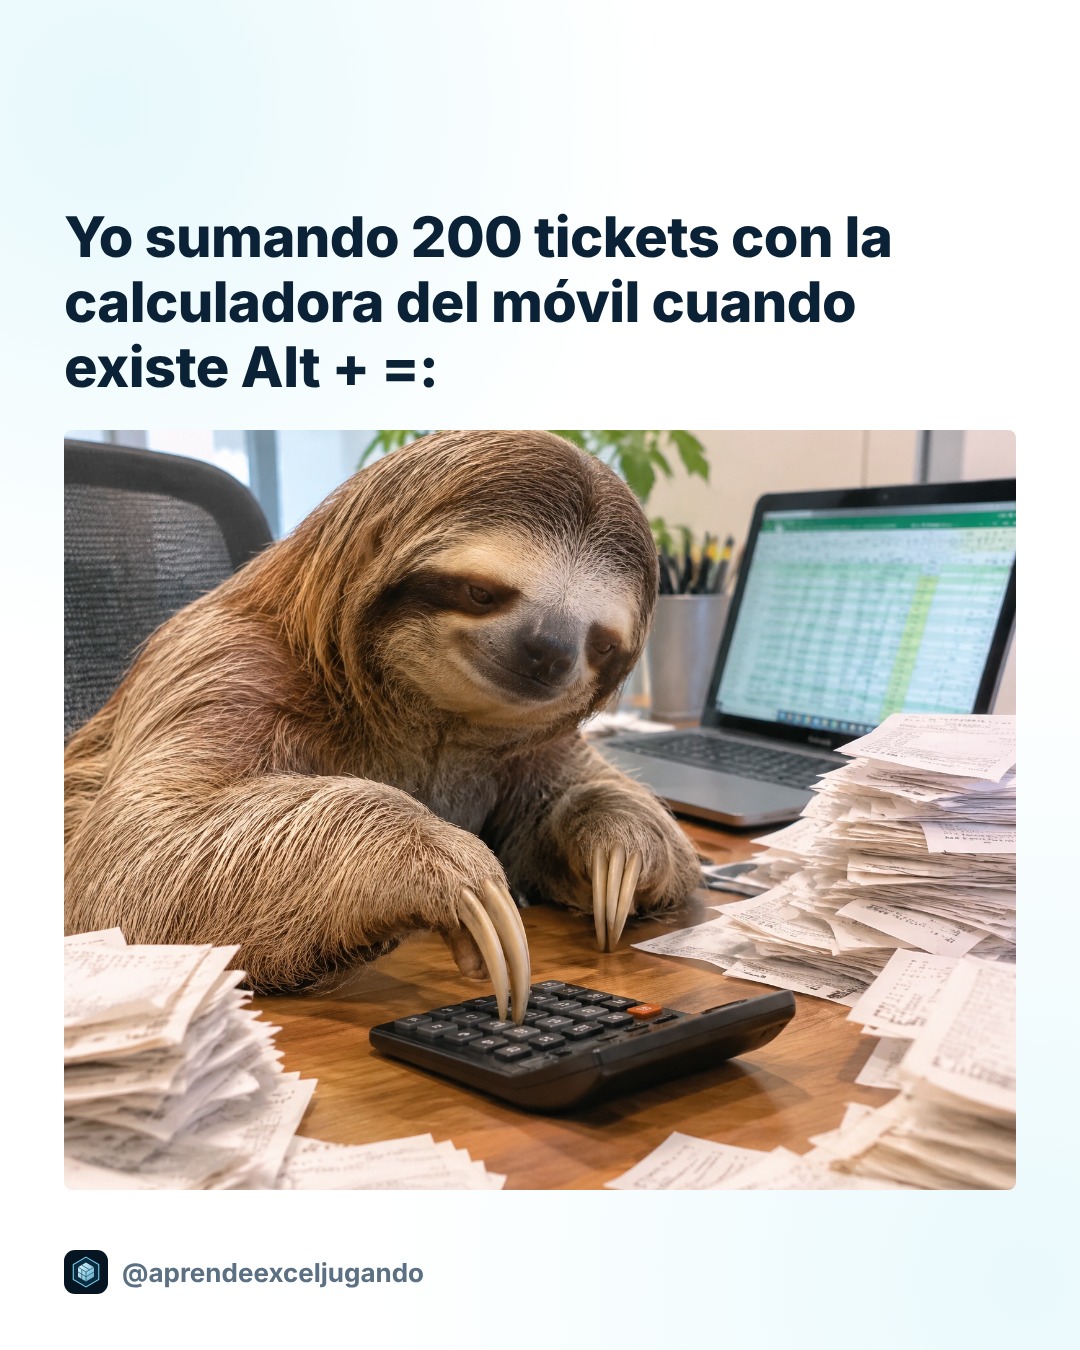 Yo sumando 200 tickets con la
calculadora del móvil cuando
existe Alt + =:
@aprendeexceljugando